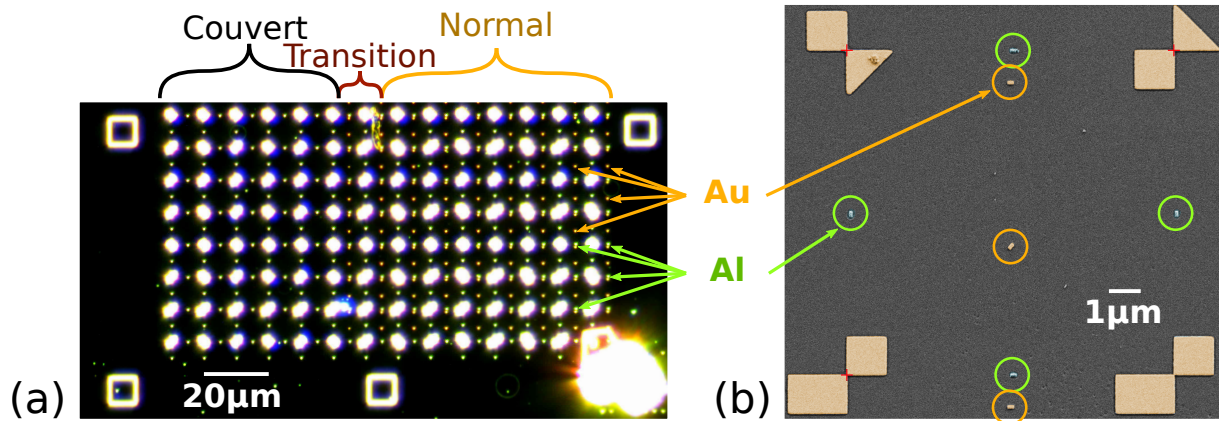 Couvert
Transition
Normal
Au
Al
20μm
1μm
(a)
(b)